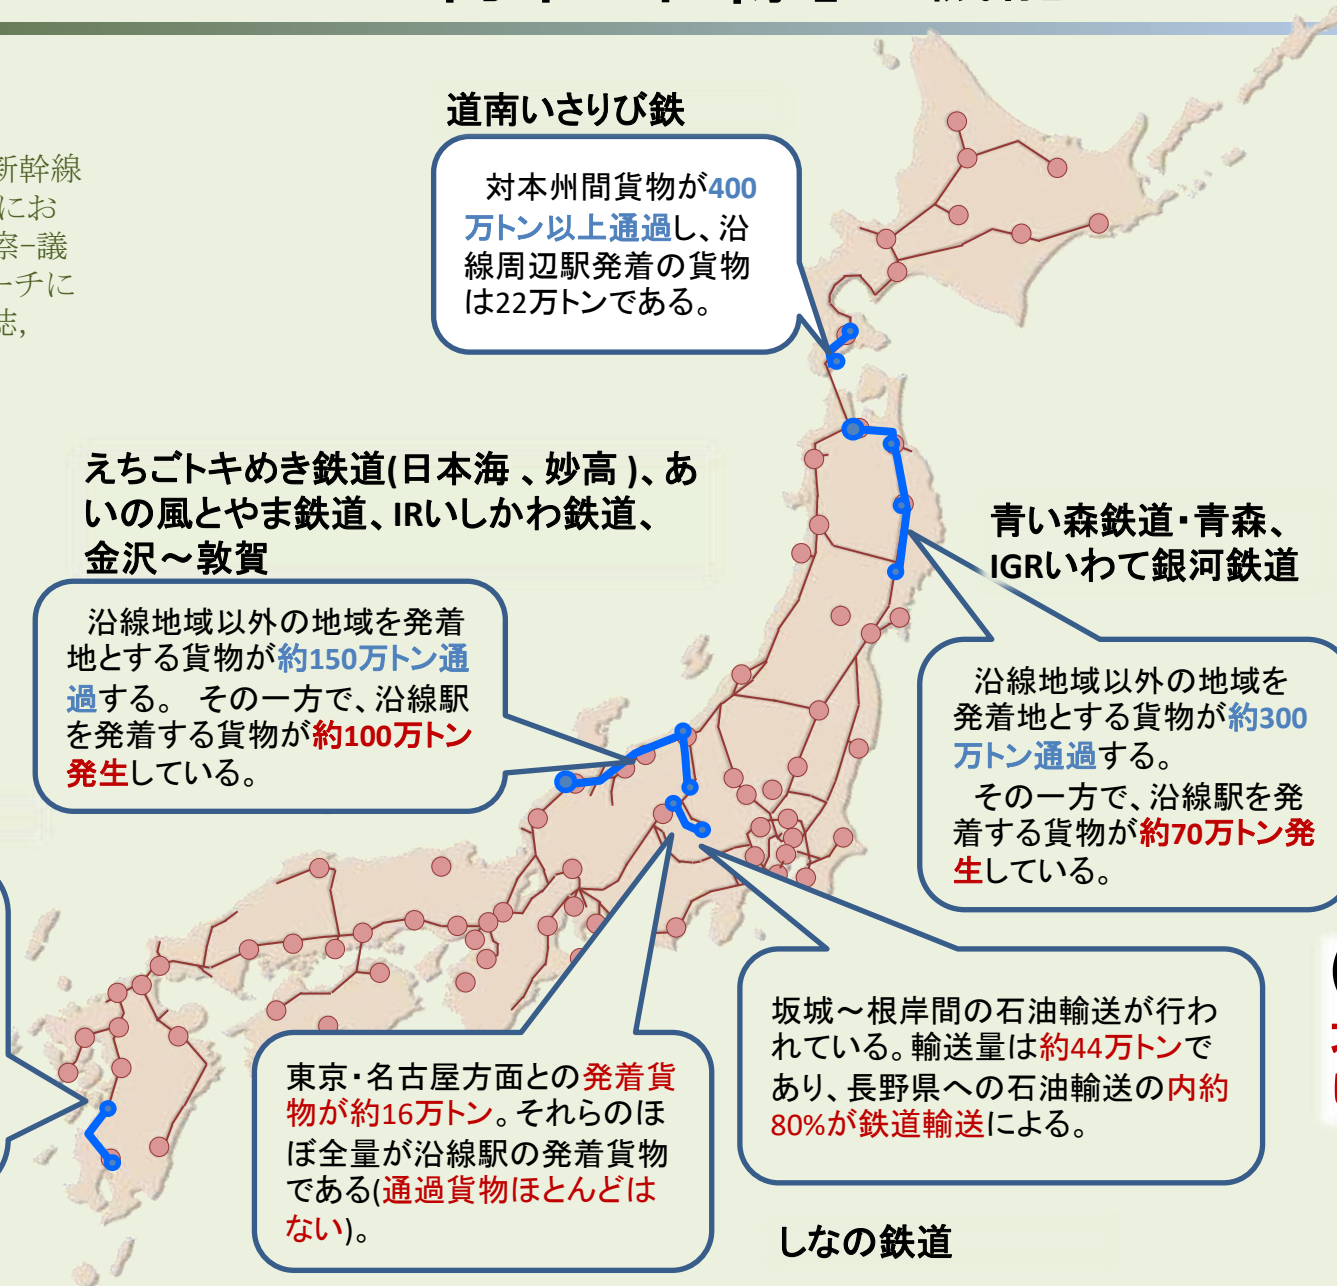 道南いさりび鉄
対本州間貨物が400
万トン以上通過し、沿
線周辺駅発着の貨物
は22万トンである。
新幹線
にお
察−議
ーチに
誌,
えちごトキめき鉄道(日本海 、妙高 )、あ
いの風とやま鉄道、IRいしかわ鉄道、
金沢～敦賀
沿線地域以外の地域を発着
地とする貨物が約150万トン通
過する。 その一方で、沿線駅
を発着する貨物が約100万トン
発生している。
青い森鉄道・青森、
IGRいわて銀河鉄道
沿線地域以外の地域を
発着地とする貨物が約300
万トン通過する。
その一方で、沿線駅を発
着する貨物が約70万トン発
生している。
東京・名古屋方面との発着貨
物が約16万トン。それらのほ
ぼ全量が沿線駅の発着貨物
である(通過貨物ほとんどは
ない)。
坂城～根岸間の石油輸送が行わ
れている。輸送量は約44万トンで
あり、長野県への石油輸送の内約
80%が鉄道輸送による。
しなの鉄道